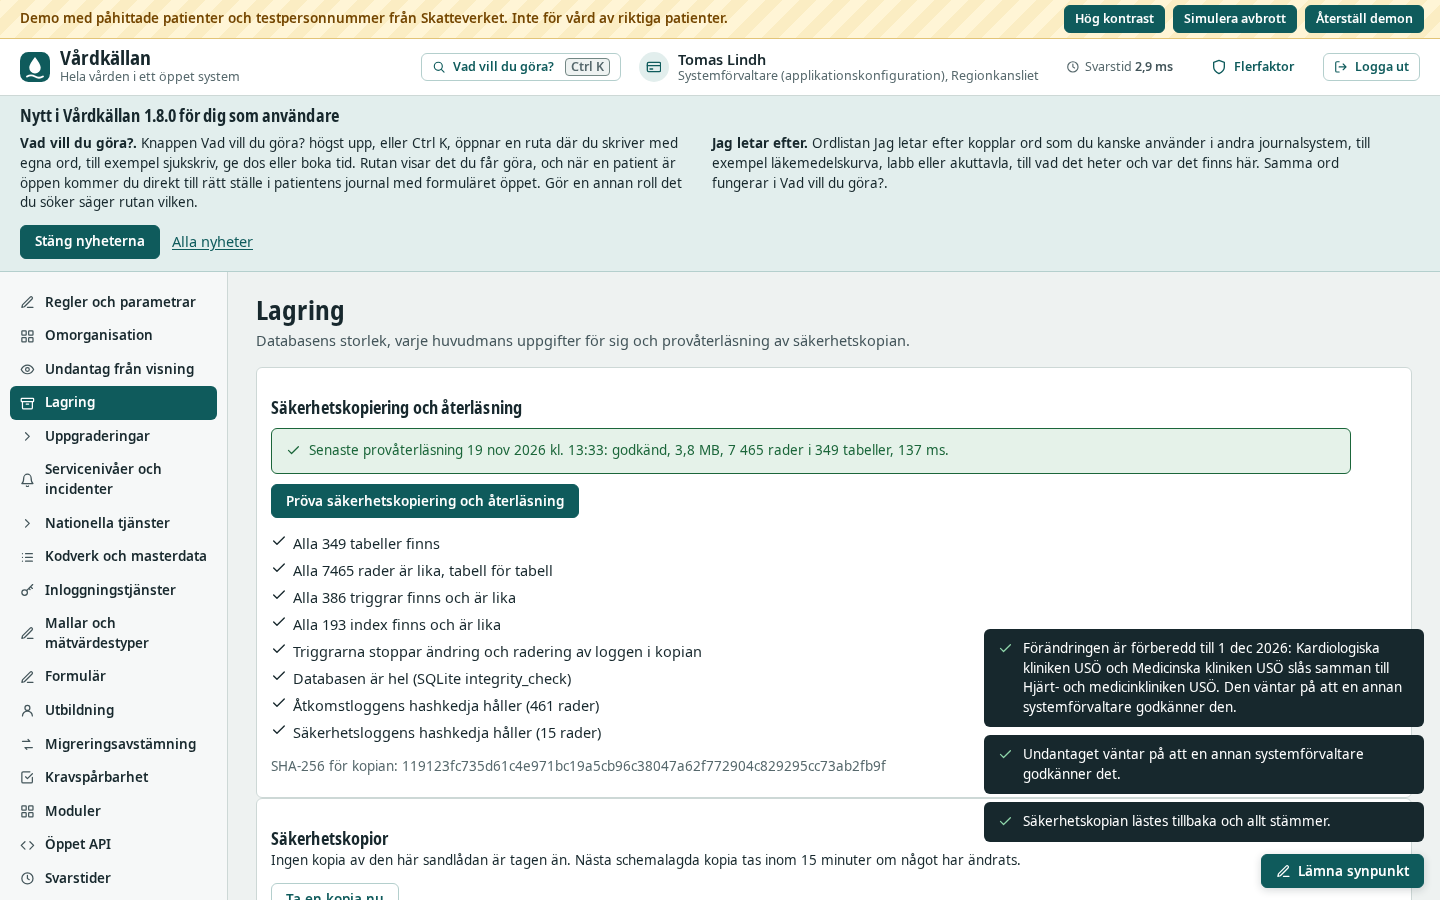 Demo med påhittade patienter och testpersonnummer från Skatteverket. Inte för vård av riktiga patienter.
Hög kontrast
Simulera avbrott
Återställ demon
Vårdkällan
Hela vården i ett öppet system
Vad vill du göra? Ctrl K
Tomas Lindh
Systemförvaltare (applikationskonfiguration), Regionkansliet
Svarstid 2,9 ms
Flerfaktor
Logga ut
Nytt i Vårdkällan 1.8.0 för dig som användare
Vad vill du göra?. Knappen Vad vill du göra? högst upp, eller Ctrl K, öppnar en ruta där du skriver med
egna ord, till exempel sjukskriv, ge dos eller boka tid. Rutan visar det du får göra, och när en patient är
öppen kommer du direkt till rätt ställe i patientens journal med formuläret öppet. Gör en annan roll det
du söker säger rutan vilken.
Jag letar efter. Ordlistan Jag letar efter kopplar ord som du kanske använder i andra journalsystem, till
exempel läkemedelskurva, labb eller akuttavla, till vad det heter och var det finns här. Samma ord
fungerar i Vad vill du göra?.
Stäng nyheterna
Alla nyheter
Regler och parametrar
Omorganisation
Undantag från visning
Lagring
Uppgraderingar
Servicenivåer och
incidenter
Nationella tjänster
Kodverk och masterdata
Inloggningstjänster
Mallar och
mätvärdestyper
Formulär
Utbildning
Migreringsavstämning
Kravspårbarhet
Moduler
Öppet API
Svarstider
Lagring
Databasens storlek, varje huvudmans uppgifter för sig och provåterläsning av säkerhetskopian.
Säkerhetskopiering och återläsning
Senaste provåterläsning 19 nov 2026 kl. 13:33: godkänd, 3,8 MB, 7 465 rader i 349 tabeller, 137 ms.
Pröva säkerhetskopiering och återläsning
Alla 349 tabeller finns
Alla 7465 rader är lika, tabell för tabell
Alla 386 triggrar finns och är lika
Alla 193 index finns och är lika
Triggrarna stoppar ändring och radering av loggen i kopian
Databasen är hel (SQLite integrity_check)
Åtkomstloggens hashkedja håller (461 rader)
Säkerhetsloggens hashkedja håller (15 rader)
SHA-256 för kopian: 119123fc735d61c4e971bc19a5cb96c38047a62f772904c829295cc73ab2fb9f
Säkerhetskopior
Ingen kopia av den här sandlådan är tagen än. Nästa schemalagda kopia tas inom 15 minuter om något har ändrats.
Ta en kopia nu
Förändringen är förberedd till 1 dec 2026: Kardiologiska
kliniken USÖ och Medicinska kliniken USÖ slås samman till
Hjärt- och medicinkliniken USÖ. Den väntar på att en annan
systemförvaltare godkänner den.
Undantaget väntar på att en annan systemförvaltare
godkänner det.
Säkerhetskopian lästes tillbaka och allt stämmer.
Lämna synpunkt